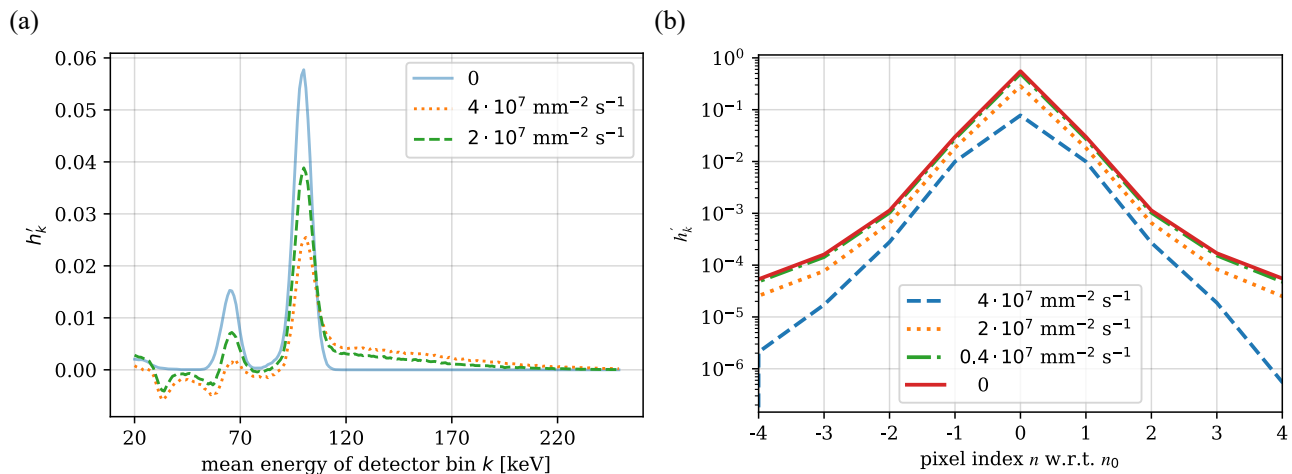 (a)
(b)
0.06
0.05
0.04
0.03
0.02
0.01
0.00
h′ₖ
0
4 · 10⁷ mm⁻² s⁻¹
2 · 10⁷ mm⁻² s⁻¹
20 70 120 170 220
mean energy of detector bin k [keV]
10⁰
10⁻¹
10⁻²
10⁻³
10⁻⁴
10⁻⁵
10⁻⁶
h′ₖ
4 · 10⁷ mm⁻² s⁻¹
2 · 10⁷ mm⁻² s⁻¹
0.4 · 10⁷ mm⁻² s⁻¹
0
-4 -3 -2 -1 0 1 2 3 4
pixel index n w.r.t. n₀